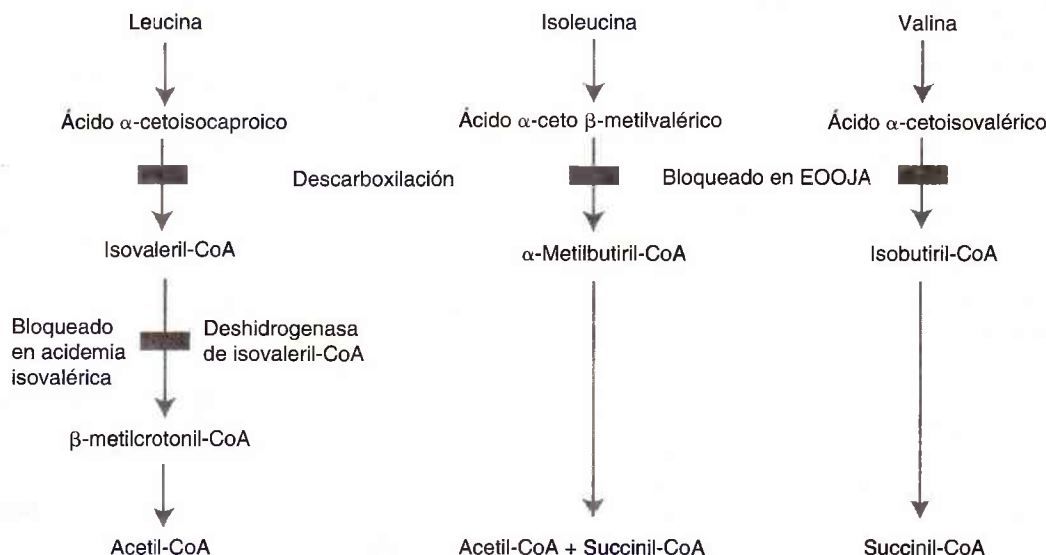 Leucina
Isoleucina
Valina
Ácido α-cetoisocaproico
Ácido α-ceto β-metilvalérico
Ácido α-cetoisovalérico
Descarboxilación
Bloqueado en EOOJA
Isovaleril-CoA
α-Metilbutiril-CoA
Isobutiril-CoA
Bloqueado
en acidemia
isovalérica
Deshidrogenasa
de isovaleril-CoA
β-metilcrotonil-CoA
Acetil-CoA
Acetil-CoA + Succinil-CoA
Succinil-CoA